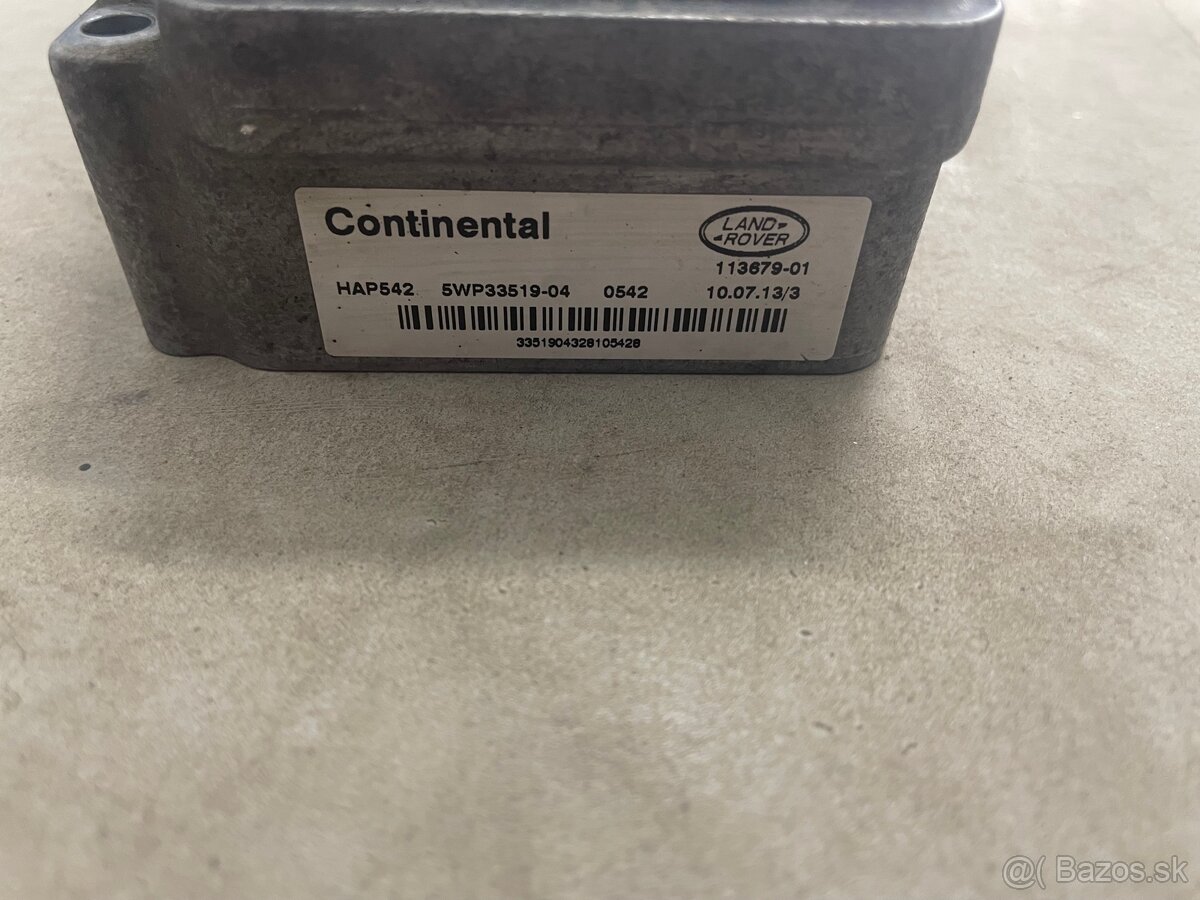 Continental
LAND
ROVER
113679-01
HAP542 5WP33519-04 0542 10.07.13/3
3351904328105428
@( Bazos.sk